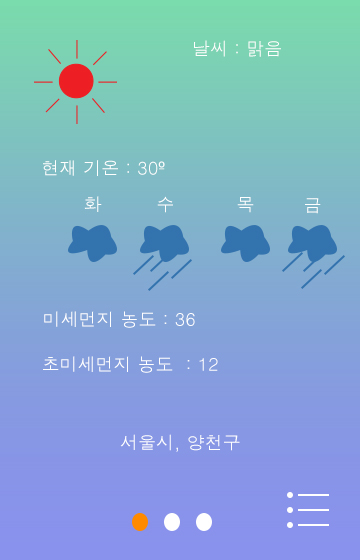 날씨 : 맑음
현재 기온 : 30º
화 수 목 금
미세먼지 농도 : 36
초미세먼지 농도 : 12
서울시, 양천구